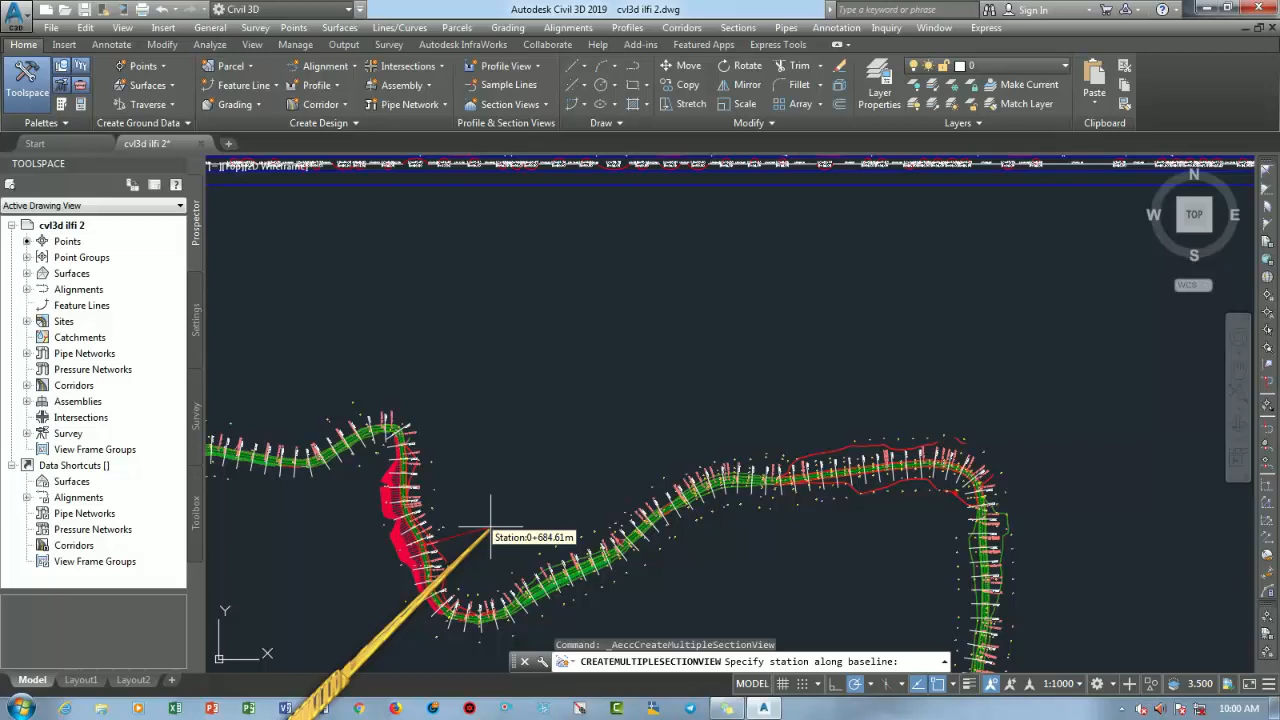 Civil 3D
Autodesk Civil 3D 2019 cvl3d ilfi 2.dwg
Type a keyword or phrase
Sign In
File Edit View Insert General Survey Points Surfaces Lines/Curves Parcels Grading Alignments Profiles Corridors Sections Pipes Annotation Inquiry Window Express
Home Insert Annotate Modify Analyze View Manage Output Survey Autodesk InfraWorks Collaborate Help Add-ins Featured Apps Express Tools
Toolspace
Points
Surfaces
Traverse
Parcel
Feature Line
Grading
Alignment
Profile
Corridor
Intersections
Assembly
Pipe Network
Profile View
Sample Lines
Section Views
Move Rotate Trim
Copy Mirror Fillet
Stretch Scale Array
Layer Properties
0
Make Current
Match Layer
Paste
Palettes Create Ground Data Create Design Profile & Section Views Draw Modify Layers Clipboard
Start cvl3d ilfi 2*
TOOLSPACE
Active Drawing View
cvl3d ilfi 2
Points
Point Groups
Surfaces
Alignments
Feature Lines
Sites
Catchments
Pipe Networks
Pressure Networks
Corridors
Assemblies
Intersections
Survey
View Frame Groups
Data Shortcuts []
Surfaces
Alignments
Pipe Networks
Pressure Networks
Corridors
View Frame Groups
Prospector
Settings
Survey
Toolbox
[−][Top][2D Wireframe]
N
W TOP E
S
WCS
Station:0+684.61m
Y
X
Command: _AeccCreateMultipleSectionView
CREATEMULTIPLESECTIONVIEW Specify station along baseline:
Model Layout1 Layout2
MODEL
1:1000
3.500
10:00 AM